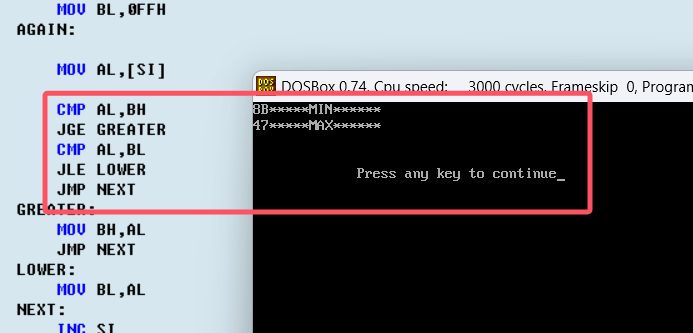 MOV BL,0FFH
AGAIN:
MOV AL,[SI]
CMP AL,BH
JGE GREATER
CMP AL,BL
JLE LOWER
JMP NEXT
GREATER:
MOV BH,AL
JMP NEXT
LOWER:
MOV BL,AL
NEXT:
INC SI
DOS
BOX
DOSBox 0.74, Cpu speed: 3000 cycles, Frameskip 0, Program
8B*****MIN******
47*****MAX******
Press any key to continue_